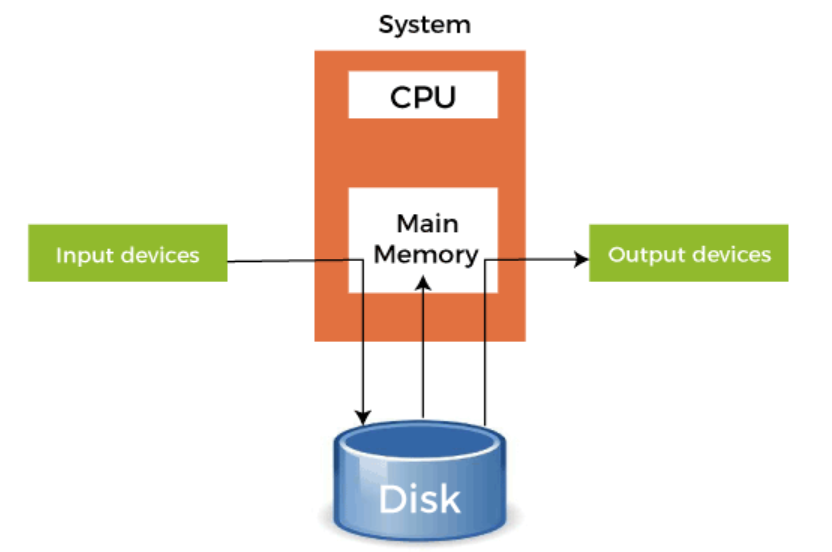 System
CPU
Main
Memory
Input devices
Output devices
Disk